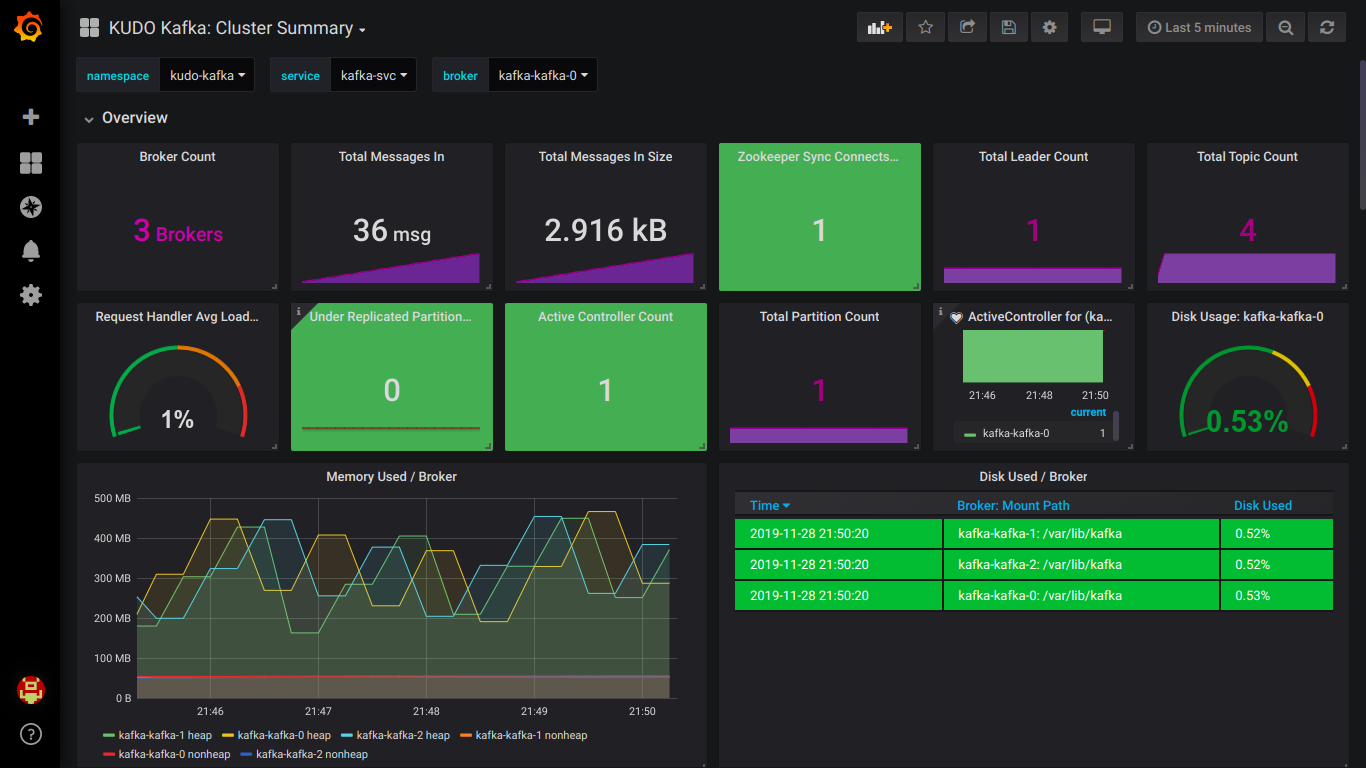 KUDO Kafka: Cluster Summary
Last 5 minutes
namespace kudo-kafka service kafka-svc broker kafka-kafka-0
Overview
Broker Count
3 Brokers
Total Messages In
36 msg
Total Messages In Size
2.916 kB
Zookeeper Sync Connects...
1
Total Leader Count
1
Total Topic Count
4
Request Handler Avg Load...
1%
i
Under Replicated Partition...
0
Active Controller Count
1
Total Partition Count
1
i
ActiveController for (ka...
21:46 21:48 21:50
current
kafka-kafka-0 1
Disk Usage: kafka-kafka-0
0.53%
Memory Used / Broker
500 MB
400 MB
300 MB
200 MB
100 MB
0 B
21:46 21:47 21:48 21:49 21:50
kafka-kafka-1 heap kafka-kafka-0 heap kafka-kafka-2 heap kafka-kafka-1 nonheap
kafka-kafka-0 nonheap kafka-kafka-2 nonheap
Disk Used / Broker
Time Broker: Mount Path Disk Used
2019-11-28 21:50:20 kafka-kafka-1: /var/lib/kafka 0.52%
2019-11-28 21:50:20 kafka-kafka-2: /var/lib/kafka 0.52%
2019-11-28 21:50:20 kafka-kafka-0: /var/lib/kafka 0.53%
?